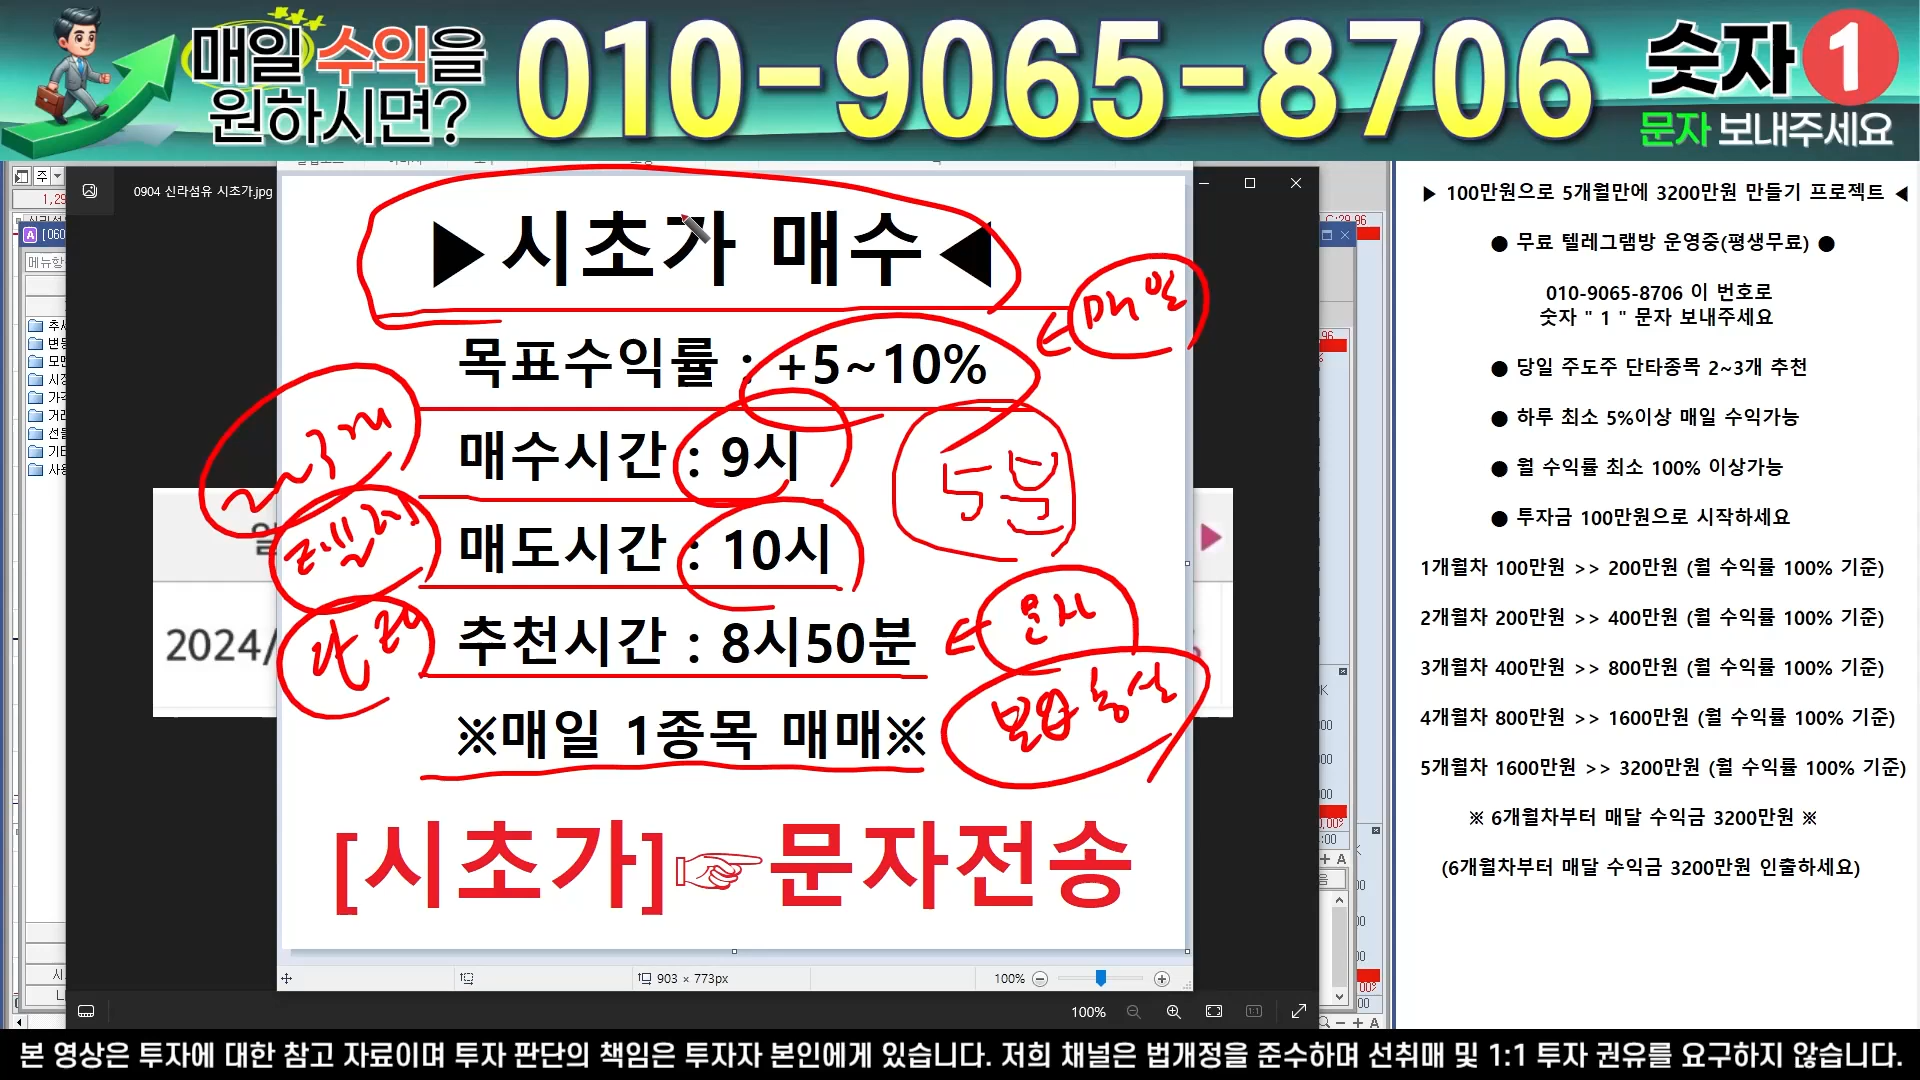 매일 수익을
원하시면?
010-9065-8706
숫자 1
문자 보내주세요
0904 신라섬유 시초가.jpg
▶시초가 매수◀
매일
목표수익률 : +5~10%
2~3개
매수시간 : 9시
5분
매도시간 : 10시
추천시간 : 8시50분
문자
단타
2024/
※매일 1종목 매매※
[시초가]☞문자전송
903 × 773px
100%
100%
▶ 100만원으로 5개월만에 3200만원 만들기 프로젝트 ◀
● 무료 텔레그램방 운영중(평생무료) ●
010-9065-8706 이 번호로
숫자 " 1 " 문자 보내주세요
● 당일 주도주 단타종목 2~3개 추천
● 하루 최소 5%이상 매일 수익가능
● 월 수익률 최소 100% 이상가능
● 투자금 100만원으로 시작하세요
1개월차 100만원 >> 200만원 (월 수익률 100% 기준)
2개월차 200만원 >> 400만원 (월 수익률 100% 기준)
3개월차 400만원 >> 800만원 (월 수익률 100% 기준)
4개월차 800만원 >> 1600만원 (월 수익률 100% 기준)
5개월차 1600만원 >> 3200만원 (월 수익률 100% 기준)
※ 6개월차부터 매달 수익금 3200만원 ※
(6개월차부터 매달 수익금 3200만원 인출하세요)
본 영상은 투자에 대한 참고 자료이며 투자 판단의 책임은 투자자 본인에게 있습니다. 저희 채널은 법개정을 준수하며 선취매 및 1:1 투자 권유를 요구하지 않습니다.